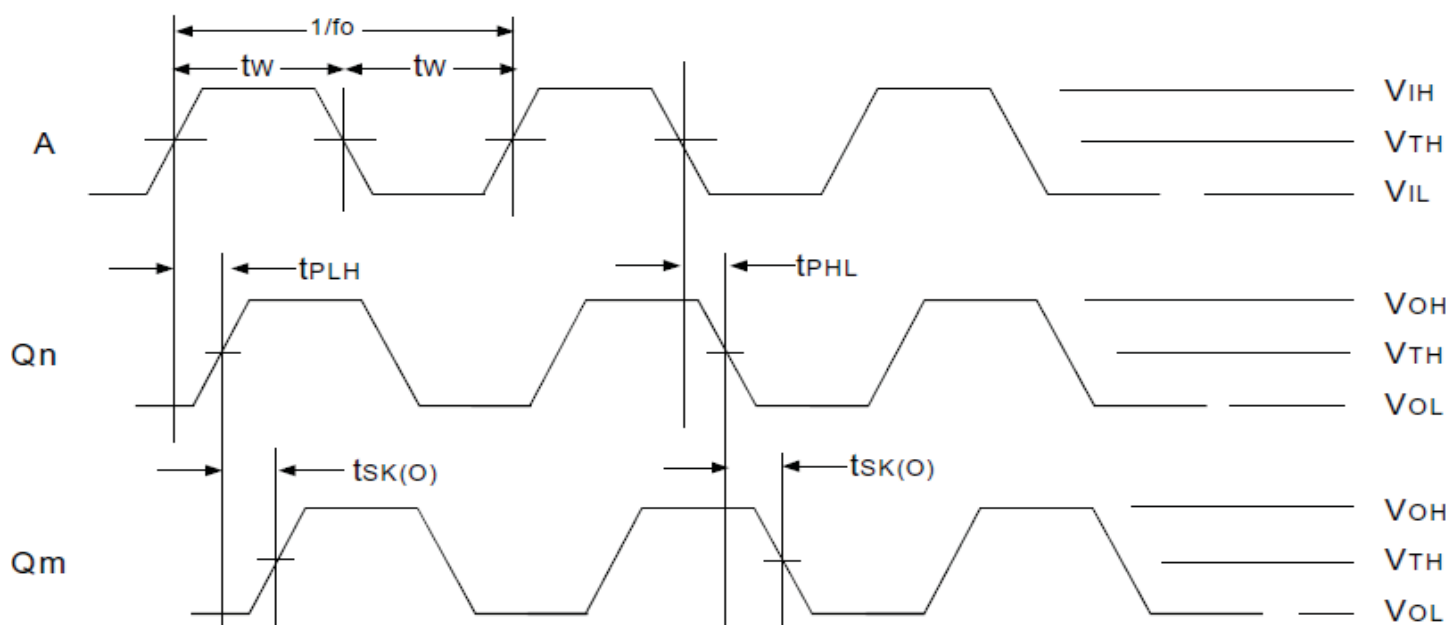 1/fo
tw tw
VIH
A VTH
VIL
tPLH tPHL
VOH
Qn VTH
VOL
tSK(O) tSK(O)
VOH
Qm VTH
VOL